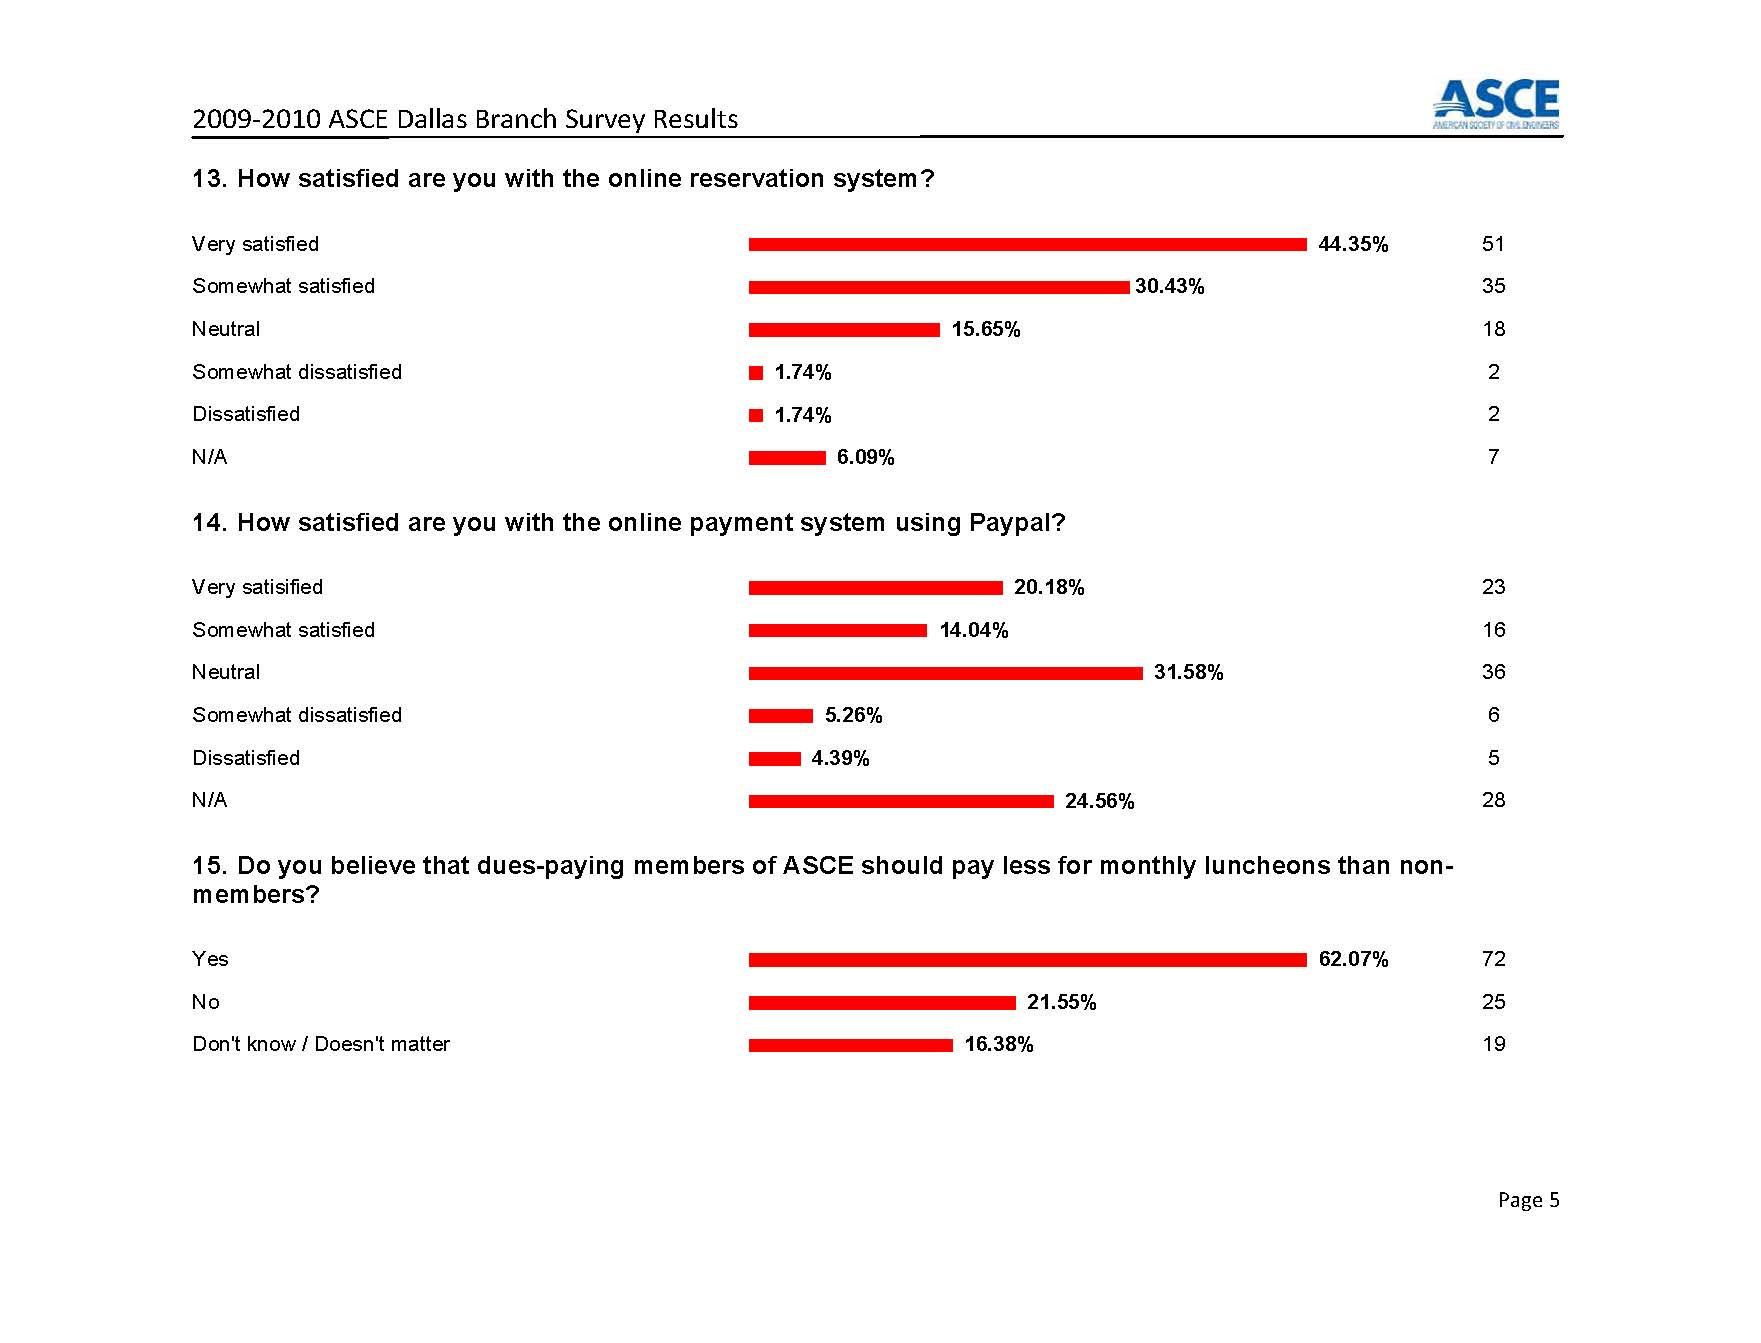 2009-2010 ASCE Dallas Branch Survey Results
ASCE
AMERICAN SOCIETY OF CIVIL ENGINEERS
13. How satisfied are you with the online reservation system?
Very satisfied 44.35% 51
Somewhat satisfied 30.43% 35
Neutral 15.65% 18
Somewhat dissatisfied 1.74% 2
Dissatisfied 1.74% 2
N/A 6.09% 7
14. How satisfied are you with the online payment system using Paypal?
Very satisified 20.18% 23
Somewhat satisfied 14.04% 16
Neutral 31.58% 36
Somewhat dissatisfied 5.26% 6
Dissatisfied 4.39% 5
N/A 24.56% 28
15. Do you believe that dues-paying members of ASCE should pay less for monthly luncheons than non-
members?
Yes 62.07% 72
No 21.55% 25
Don't know / Doesn't matter 16.38% 19
Page 5